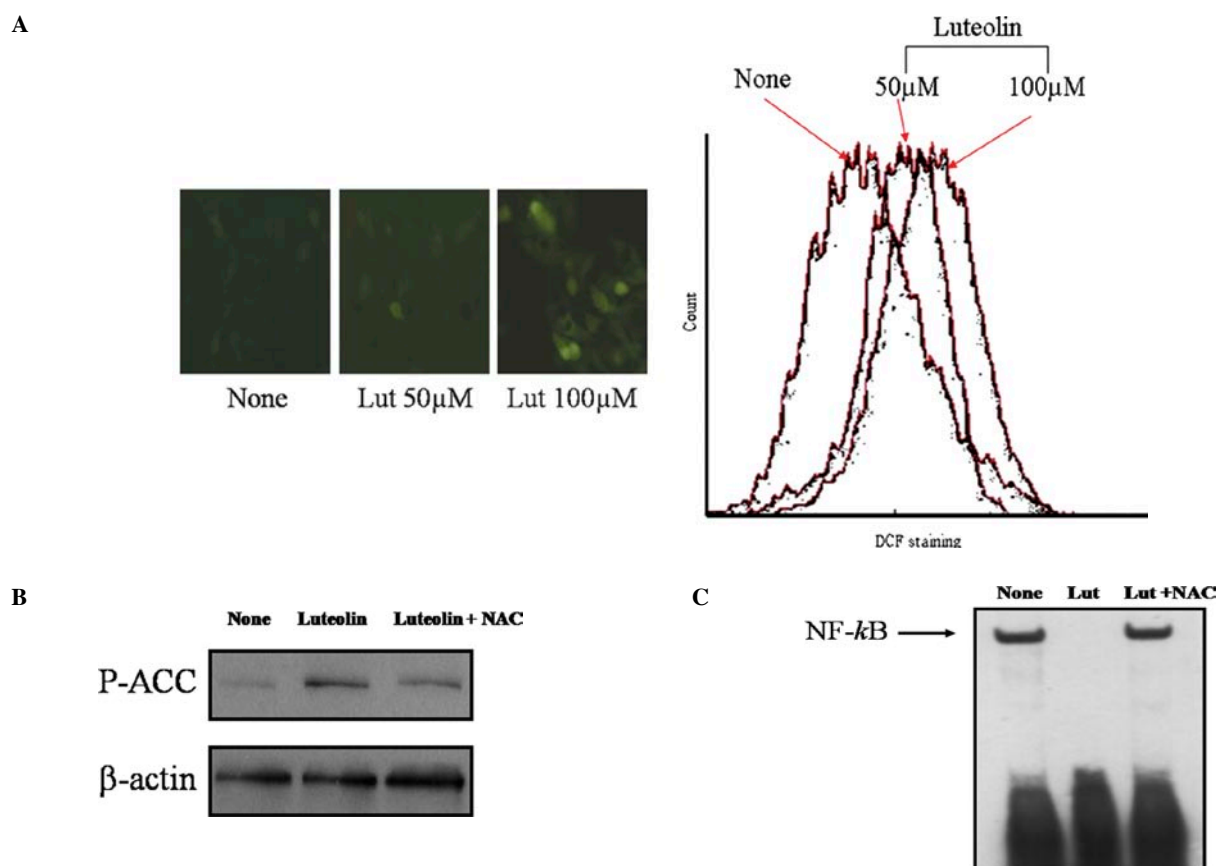 A
None
Lut 50µM
Lut 100µM
Luteolin
None
50µM
100µM
Count
DCF staining
B
None Luteolin Luteolin + NAC
P-ACC
β-actin
C
None Lut Lut +NAC
NF-kB